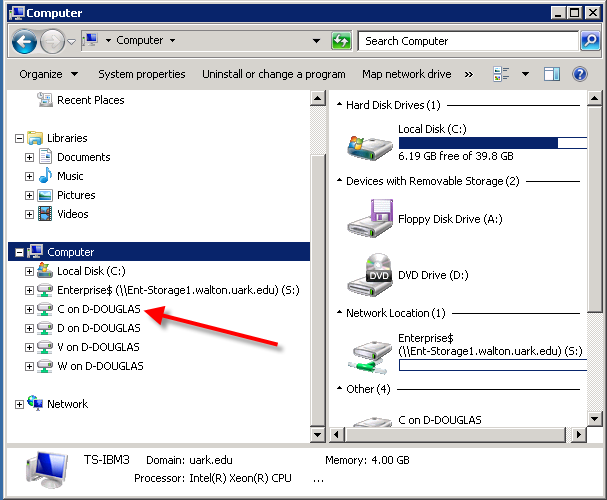 Computer
Computer
Search Computer
Organize
System properties
Uninstall or change a program
Map network drive
»
Recent Places
Libraries
Documents
Music
Pictures
Videos
Computer
Local Disk (C:)
Enterprise$ (\\Ent-Storage1.walton.uark.edu) (S:)
C on D-DOUGLAS
D on D-DOUGLAS
V on D-DOUGLAS
W on D-DOUGLAS
Network
Hard Disk Drives (1)
Local Disk (C:)
6.19 GB free of 39.8 GB
Devices with Removable Storage (2)
Floppy Disk Drive (A:)
DVD
DVD Drive (D:)
Network Location (1)
Enterprise$
(\\Ent-Storage1.walton.uark.edu) (S:)
Other (4)
C on D-DOUGLAS
TS-IBM3 Domain: uark.edu Memory: 4.00 GB
Processor: Intel(R) Xeon(R) CPU ...